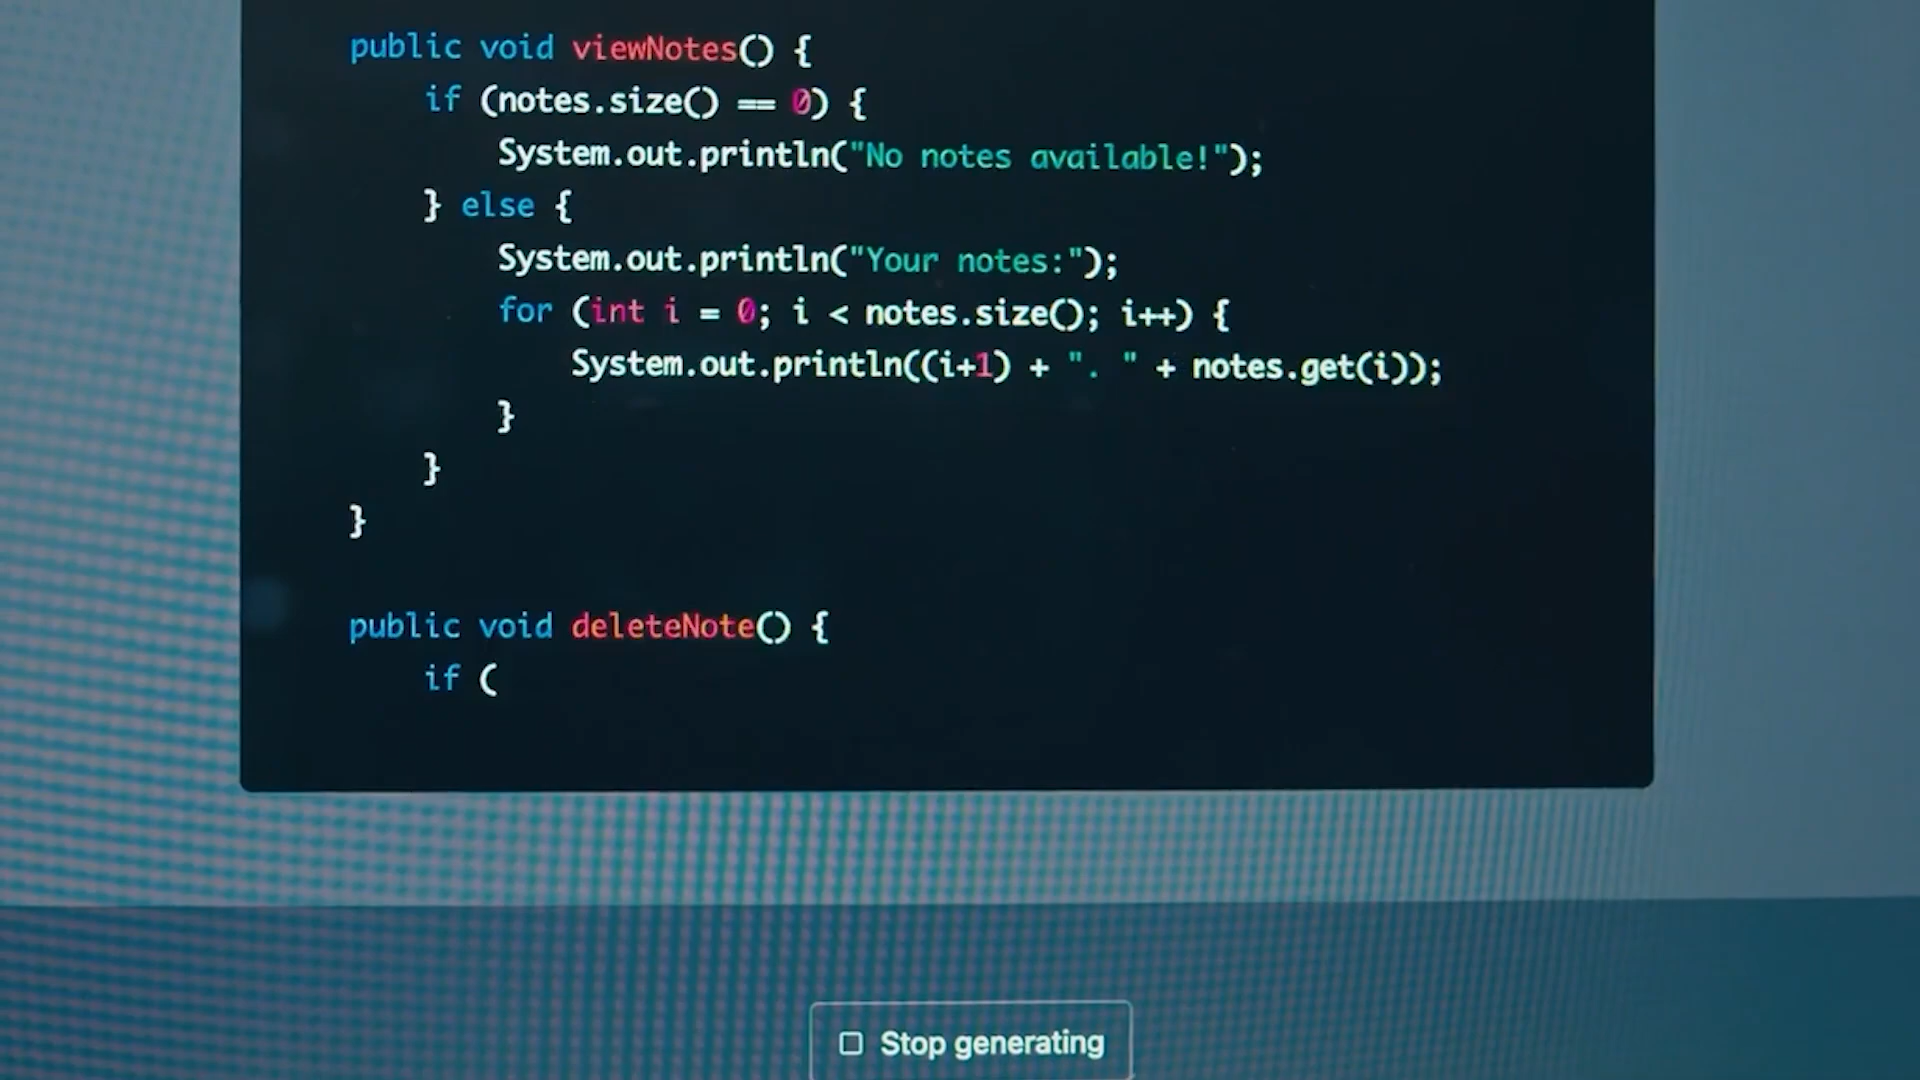 public void viewNotes() {
if (notes.size() == 0) {
System.out.println("No notes available!");
} else {
System.out.println("Your notes:");
for (int i = 0; i < notes.size(); i++) {
System.out.println((i+1) + ". " + notes.get(i));
}
}
}
public void deleteNote() {
if (
Stop generating